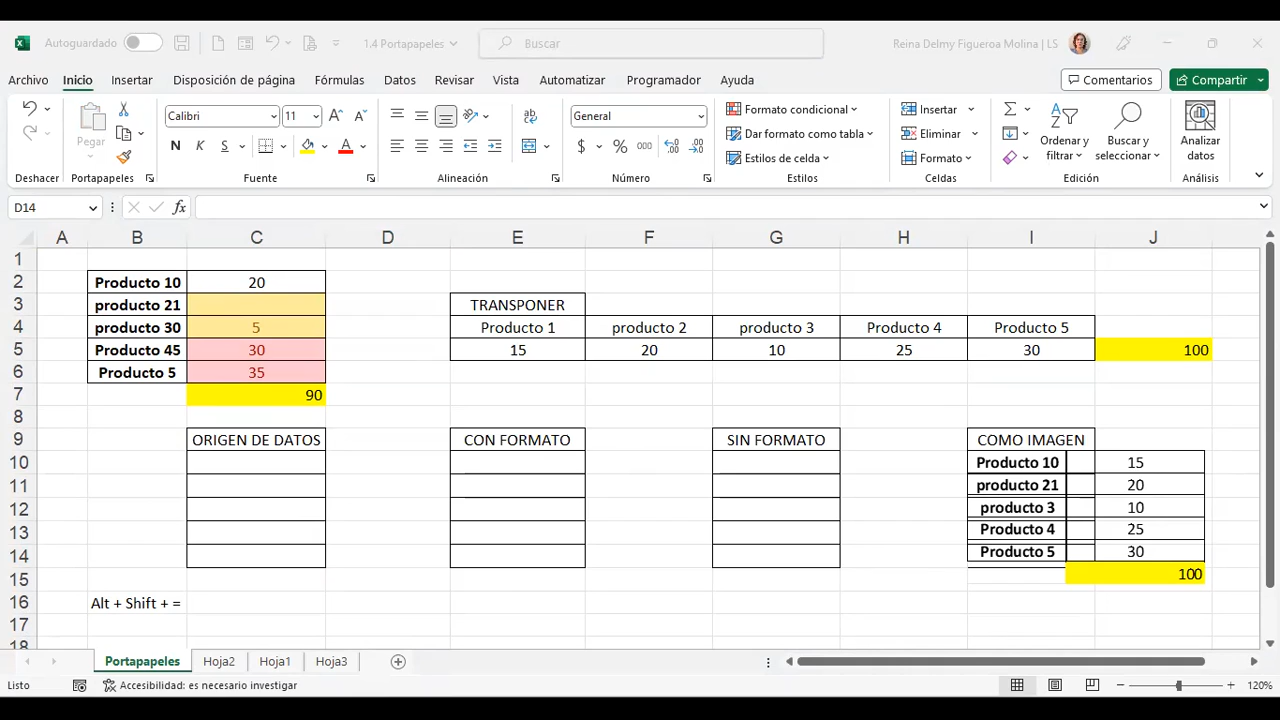 Autoguardado 1.4 Portapapeles Buscar Reina Delmy Figueroa Molina | LS
Archivo Inicio Insertar Disposición de página Fórmulas Datos Revisar Vista Automatizar Programador Ayuda Comentarios Compartir
Pegar Calibri 11 General Formato condicional Insertar
N K S $ % 000 Dar formato como tabla Eliminar Ordenar y filtrar Buscar y seleccionar Analizar datos
Estilos de celda Formato
Deshacer Portapapeles Fuente Alineación Número Estilos Celdas Edición Análisis
D14 fx
A B C D E F G H I J
1
2 Producto 10 20
3 producto 21 TRANSPONER
4 producto 30 5 Producto 1 producto 2 producto 3 Producto 4 Producto 5
5 Producto 45 30 15 20 10 25 30 100
6 Producto 5 35
7 90
8
9 ORIGEN DE DATOS CON FORMATO SIN FORMATO COMO IMAGEN
10 Producto 10 15
11 producto 21 20
12 producto 3 10
13 Producto 4 25
14 Producto 5 30
15 100
16 Alt + Shift + =
17
18
Portapapeles Hoja2 Hoja1 Hoja3
Listo Accesibilidad: es necesario investigar 120%